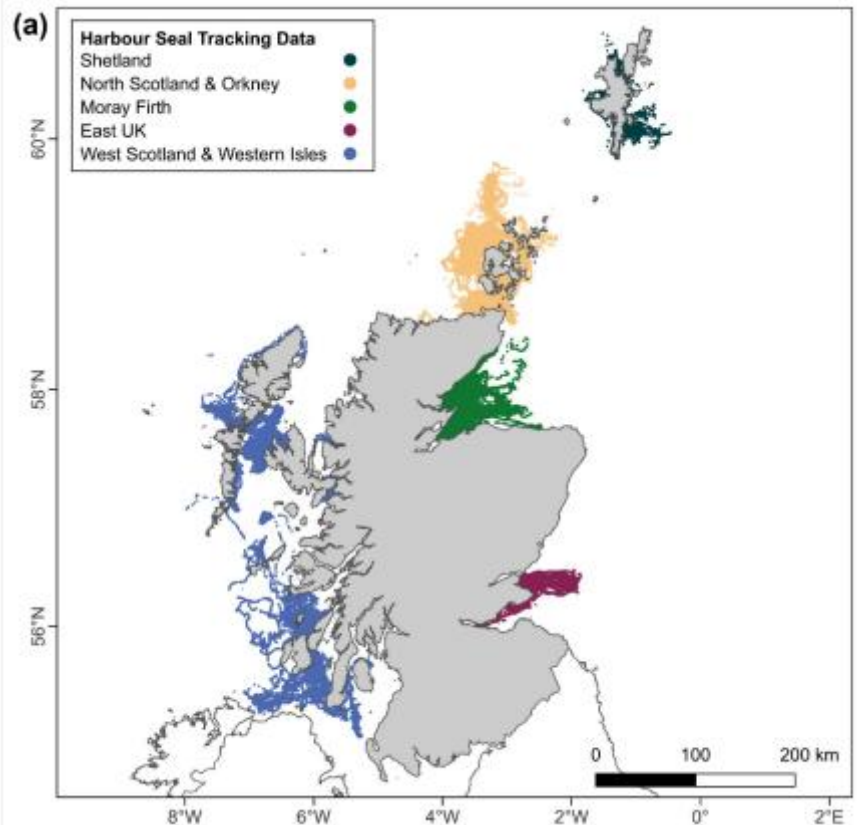 (a)
Harbour Seal Tracking Data
Shetland
North Scotland & Orkney
Moray Firth
East UK
West Scotland & Western Isles
60°N
58°N
56°N
0 100 200 km
8°W 6°W 4°W 2°W 0° 2°E